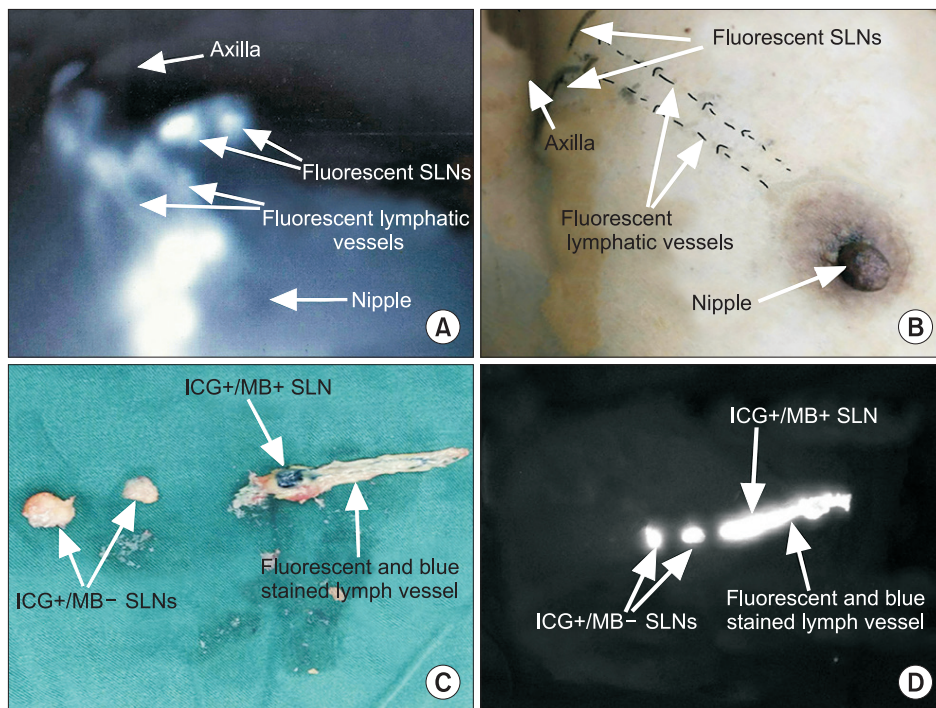 Axilla
Fluorescent SLNs
Fluorescent lymphatic
vessels
Nipple
A
Fluorescent SLNs
Axilla
Fluorescent
lymphatic vessels
Nipple
B
ICG+/MB+ SLN
Fluorescent and blue
stained lymph vessel
ICG+/MB− SLNs
C
ICG+/MB+ SLN
ICG+/MB− SLNs
Fluorescent and blue
stained lymph vessel
D